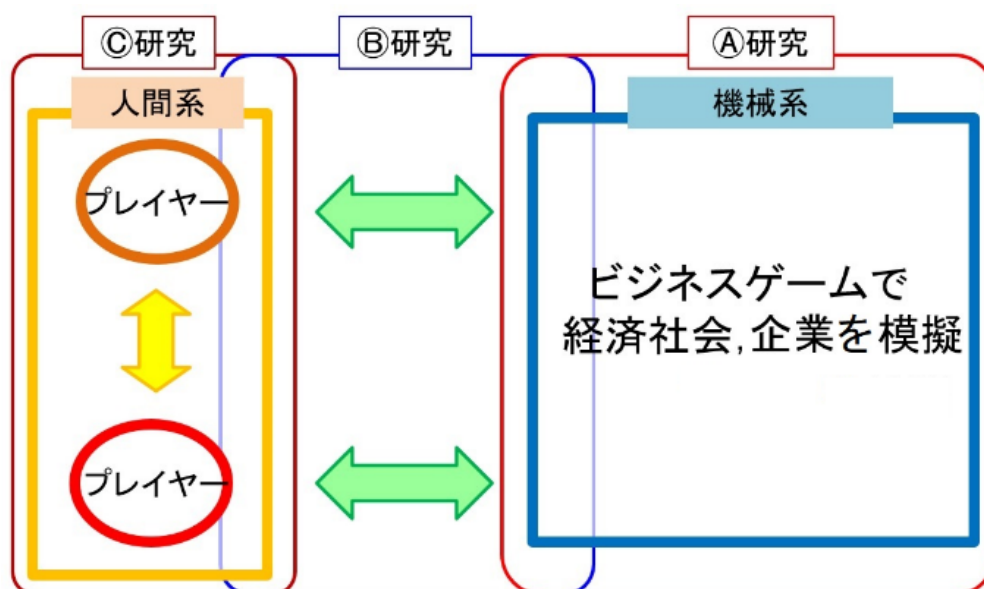 Ⓒ研究
Ⓑ研究
Ⓐ研究
人間系
機械系
プレイヤー
ビジネスゲームで
経済社会,企業を模擬
プレイヤー